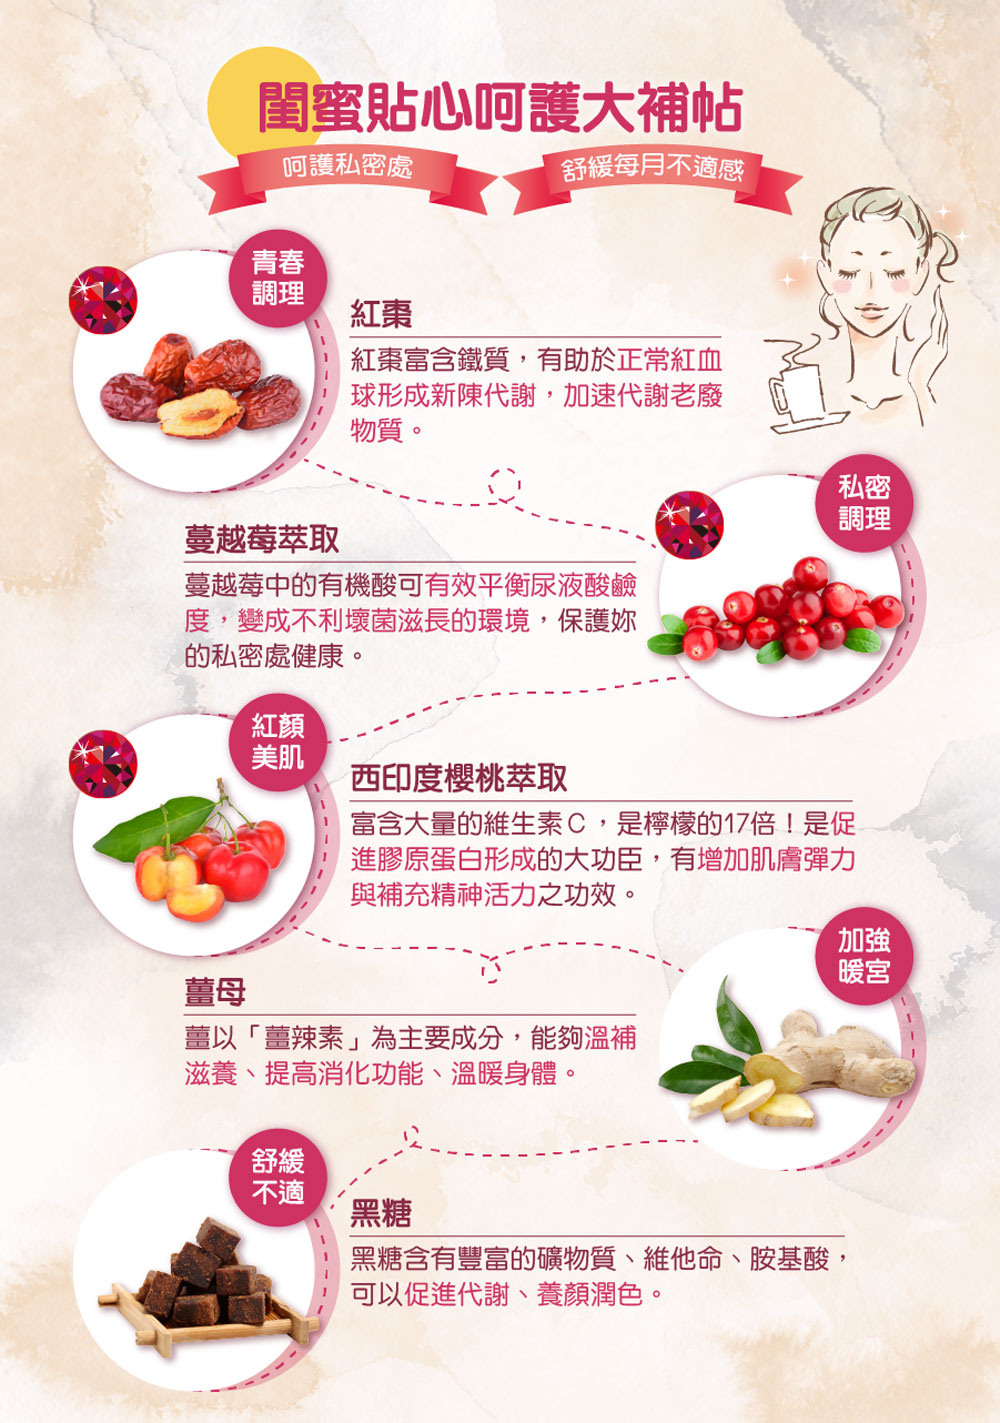 閨蜜貼心呵護大補帖
呵護私密處
舒緩每月不適感
青春
調理
紅棗
紅棗富含鐵質，有助於正常紅血
球形成新陳代謝，加速代謝老廢
物質。
私密
調理
蔓越莓萃取
蔓越莓中的有機酸可有效平衡尿液酸鹼
度，變成不利壞菌滋長的環境，保護妳
的私密處健康。
紅顏
美肌
西印度櫻桃萃取
富含大量的維生素C，是檸檬的17倍！是促
進膠原蛋白形成的大功臣，有增加肌膚彈力
與補充精神活力之功效。
加強
暖宮
薑母
薑以「薑辣素」為主要成分，能夠溫補
滋養、提高消化功能、溫暖身體。
舒緩
不適
黑糖
黑糖含有豐富的礦物質、維他命、胺基酸，
可以促進代謝、養顏潤色。